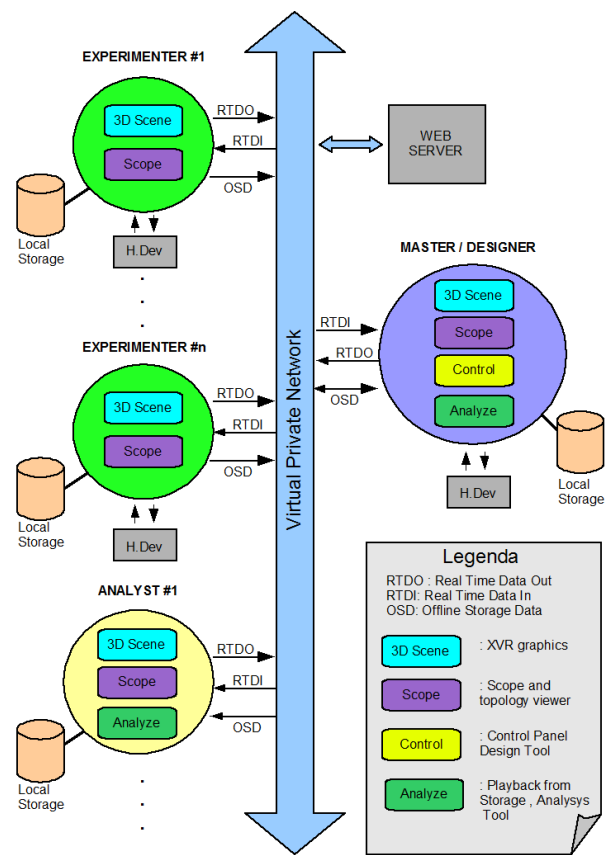 EXPERIMENTER #1
3D Scene
Scope
RTDO
RTDI
OSD
Local
Storage
H.Dev
WEB
SERVER
MASTER / DESIGNER
3D Scene
Scope
Control
Analyze
RTDI
RTDO
OSD
H.Dev
Local
Storage
Virtual Private Network
EXPERIMENTER #n
3D Scene
Scope
RTDO
RTDI
OSD
Local
Storage
H.Dev
ANALYST #1
3D Scene
Scope
Analyze
RTDO
RTDI
OSD
Local
Storage
Legenda
RTDO : Real Time Data Out
RTDI: Real Time Data In
OSD: Offline Storage Data
3D Scene : XVR graphics
Scope : Scope and
topology viewer
Control : Control Panel
Design Tool
Analyze : Playback from
Storage , Analysys
Tool